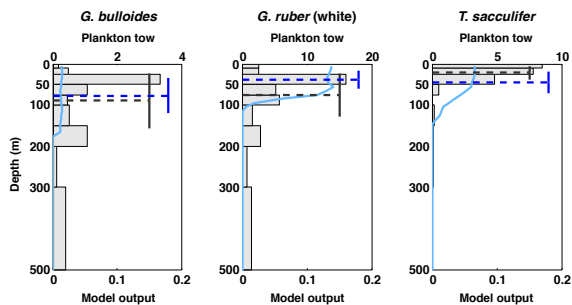 G. bulloides
G. ruber (white)
T. sacculifer
Plankton tow
Plankton tow
Plankton tow
0 2 4
0 10 20
0 5 10
0
50
100
200
300
500
0
50
100
200
300
500
0
50
100
200
300
500
Depth (m)
0 0.1 0.2
0 0.1 0.2
0 0.1 0.2
Model output
Model output
Model output